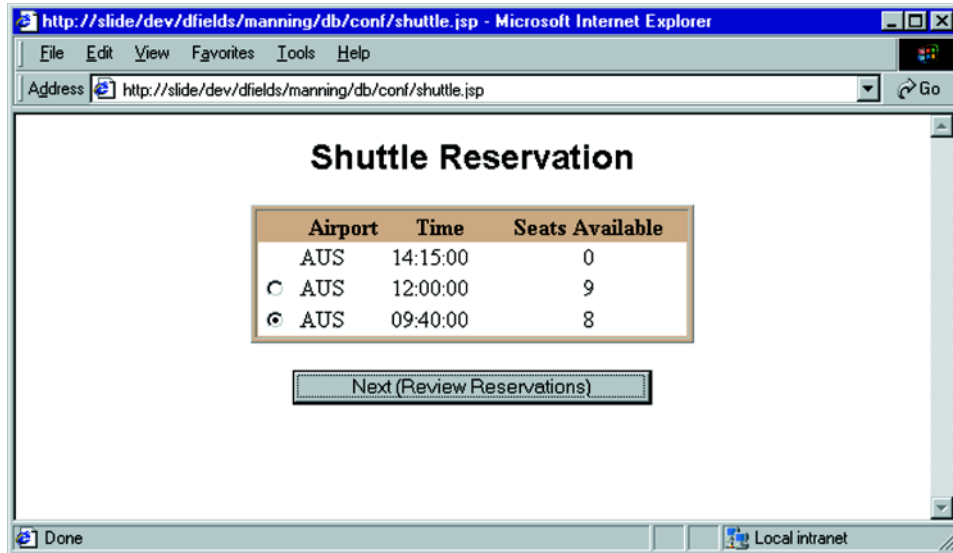 http://slide/dev/dfields/manning/db/conf/shuttle.jsp - Microsoft Internet Explorer
File Edit View Favorites Tools Help
Address http://slide/dev/dfields/manning/db/conf/shuttle.jsp Go
Shuttle Reservation
Airport Time Seats Available
AUS 14:15:00 0
AUS 12:00:00 9
AUS 09:40:00 8
Next (Review Reservations)
Done Local intranet